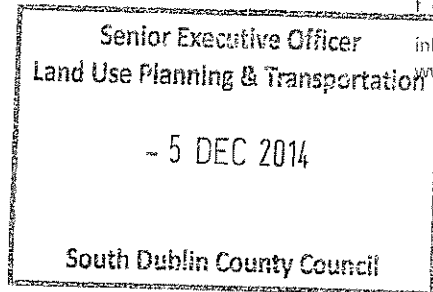 Senior Executive Officer
Land Use Planning & Transportation
- 5 DEC 2014
South Dublin County Council